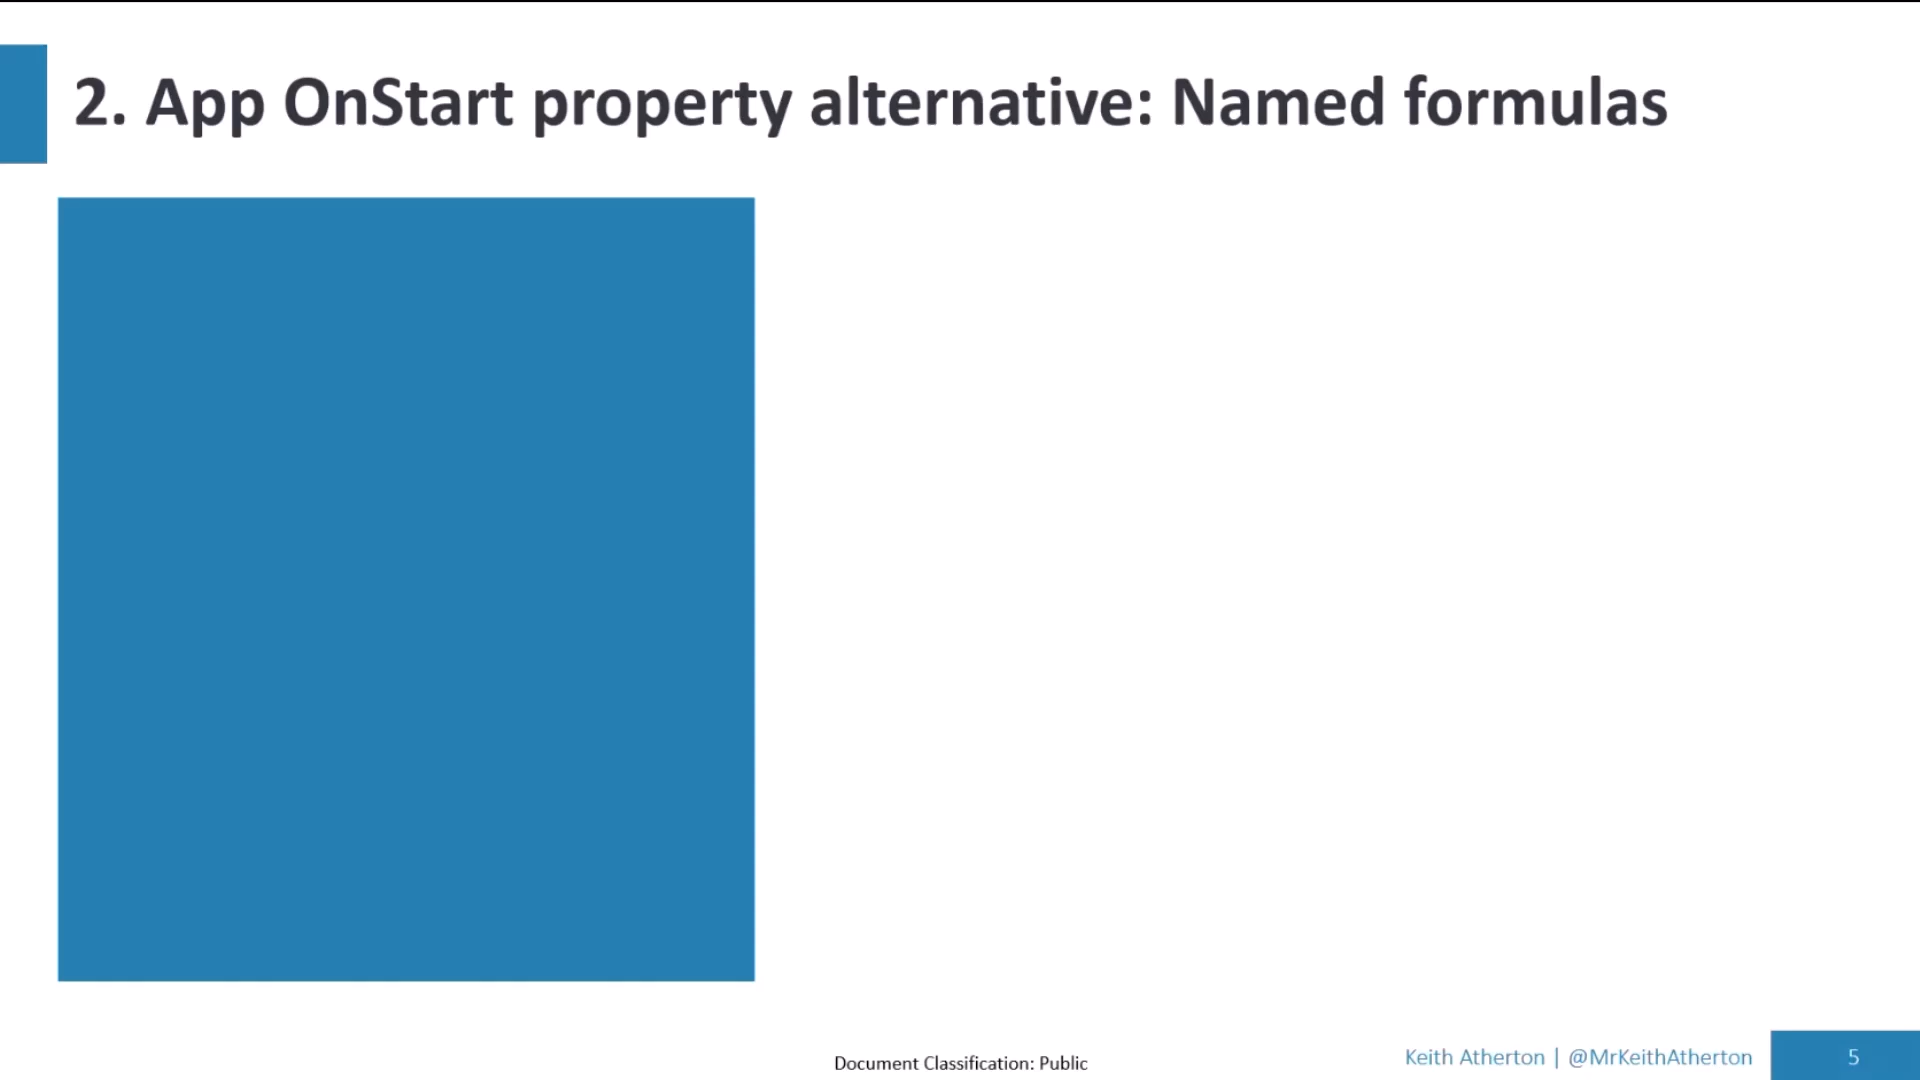 2. App OnStart property alternative: Named formulas
Document Classification: Public
Keith Atherton | @MrKeithAtherton
5